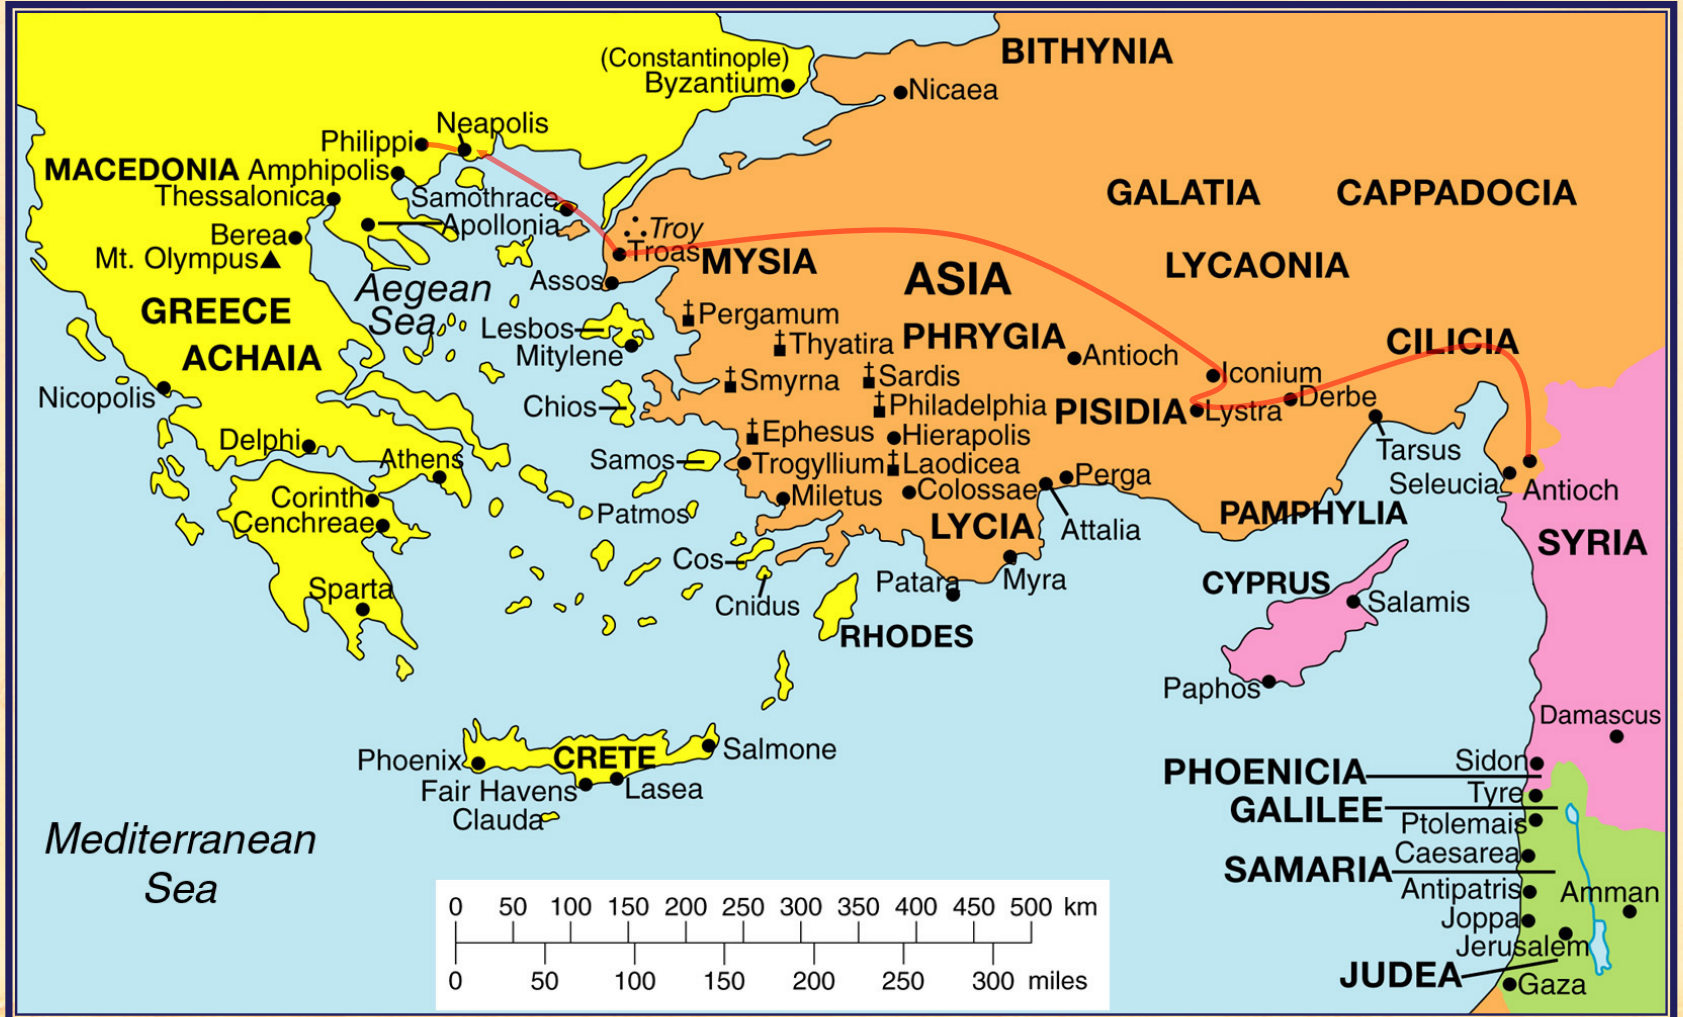 BITHYNIA
(Constantinople)
Byzantium
Nicaea
Neapolis
Philippi
MACEDONIA
Amphipolis
GALATIA
CAPPADOCIA
Thessalonica
Samothrace
Apollonia
Troy
Berea
Troas
Mt. Olympus
MYSIA
LYCAONIA
Assos
ASIA
Aegean
Sea
GREECE
Pergamum
Lesbos
PHRYGIA
CILICIA
Thyatira
ACHAIA
Mitylene
Antioch
Smyrna
Sardis
Iconium
Nicopolis
Chios
Philadelphia
PISIDIA
Lystra
Derbe
Delphi
Ephesus
Hierapolis
Tarsus
Athens
Samos
Trogyllium
Laodicea
Perga
Seleucia
Antioch
Corinth
Miletus
Colossae
Cenchreae
Patmos
LYCIA
Attalia
PAMPHYLIA
SYRIA
Cos
Sparta
Cnidus
Patara
Myra
CYPRUS
Salamis
RHODES
Paphos
Damascus
Phoenix
CRETE
Salmone
Sidon
PHOENICIA
Fair Havens
Lasea
Tyre
Clauda
GALILEE
Ptolemais
Mediterranean
Sea
Caesarea
SAMARIA
Antipatris
Amman
Joppa
Jerusalem
JUDEA
Gaza
0 50 100 150 200 250 300 350 400 450 500 km
0 50 100 150 200 250 300 miles